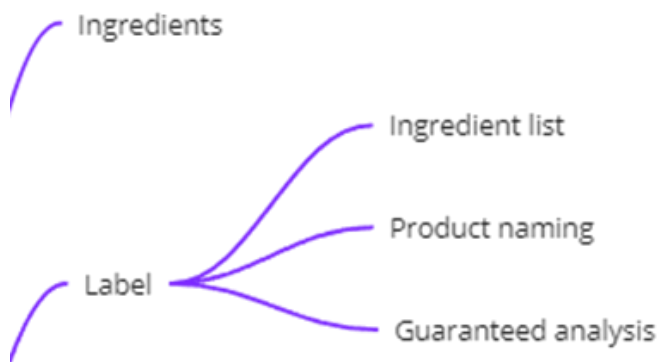 Ingredients
Ingredient list
Product naming
Label
Guaranteed analysis